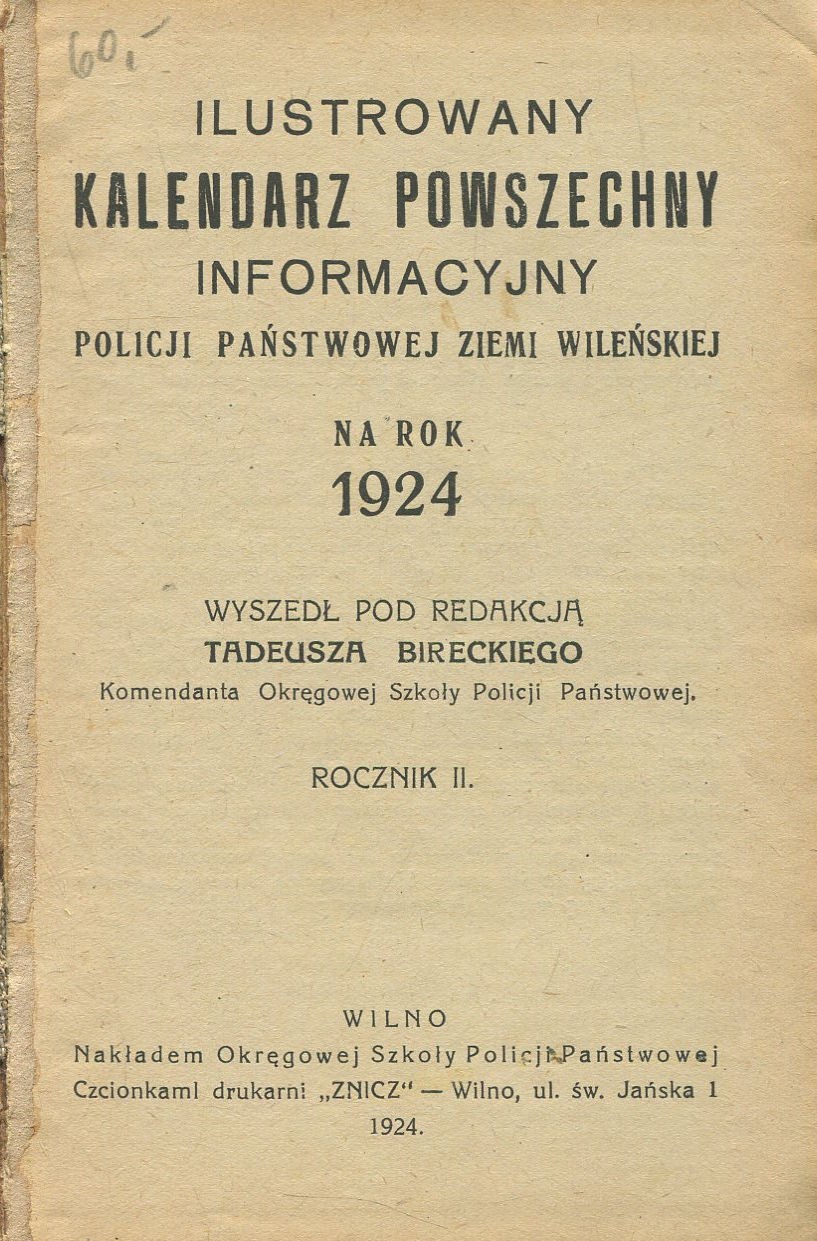 60,-
ILUSTROWANY
KALENDARZ POWSZECHNY
INFORMACYJNY
POLICJI PAŃSTWOWEJ ZIEMI WILEŃSKIEJ
NA ROK
1924
WYSZEDŁ POD REDAKCJĄ
TADEUSZA BIRECKIEGO
Komendanta Okręgowej Szkoły Policji Państwowej.
ROCZNIK II.
WILNO
Nakładem Okręgowej Szkoły Policji Państwowej
Czcionkaml drukarni „ZNICZ“ — Wilno, ul. św. Jańska 1
1924.